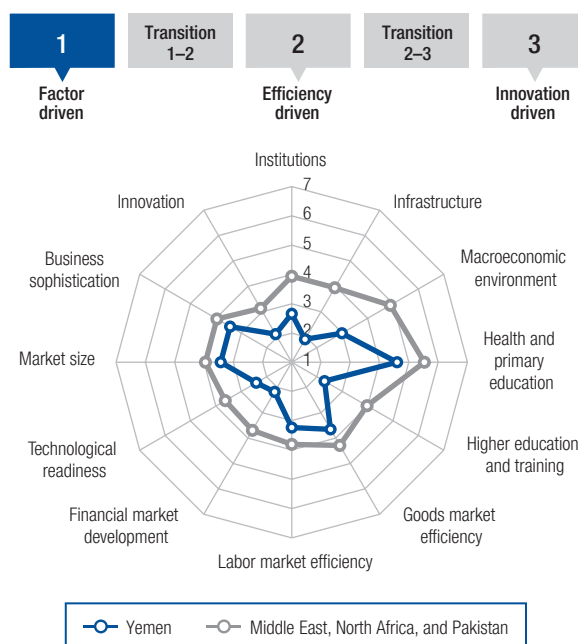 1
Transition
1–2
2
Transition
2–3
3
Factor
driven
Efficiency
driven
Innovation
driven
Institutions
7
Innovation
Infrastructure
6
5
Business
sophistication
Macroeconomic
environment
4
3
2
Market size
1
Health and
primary
education
Technological
readiness
Higher education
and training
Financial market
development
Goods market
efficiency
Labor market efficiency
Yemen
Middle East, North Africa, and Pakistan